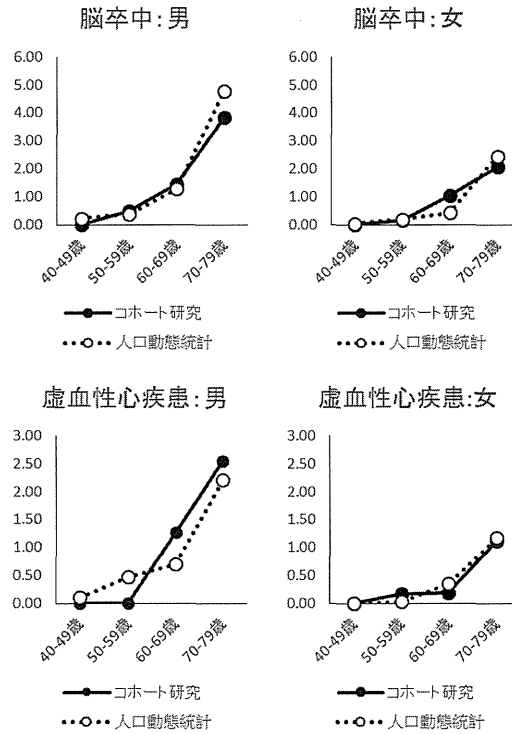 脳卒中:男
6.00
5.00
4.00
3.00
2.00
1.00
0.00
40-49歳
50-59歳
60-69歳
70-79歳
コホート研究
人口動態統計
脳卒中:女
6.00
5.00
4.00
3.00
2.00
1.00
0.00
40-49歳
50-59歳
60-69歳
70-79歳
コホート研究
人口動態統計
虚血性心疾患:男
3.00
2.50
2.00
1.50
1.00
0.50
0.00
40-49歳
50-59歳
60-69歳
70-79歳
コホート研究
人口動態統計
虚血性心疾患:女
3.00
2.50
2.00
1.50
1.00
0.50
0.00
40-49歳
50-59歳
60-69歳
70-79歳
コホート研究
人口動態統計